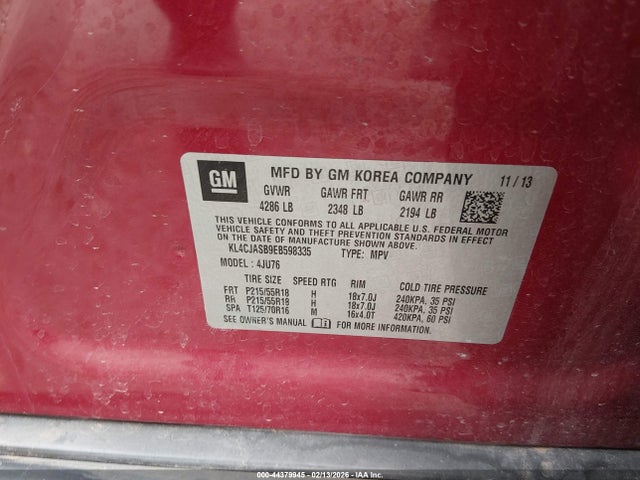 GM MFD BY GM KOREA COMPANY 11/13
GVWR GAWR FRT GAWR RR
4286 LB 2348 LB 2194 LB
THIS VEHICLE CONFORMS TO ALL APPLICABLE U.S. FEDERAL MOTOR
VEHICLE SAFETY AND THEFT PREVENTION STANDARDS IN EFFECT
ON THE DATE OF MANUFACTURE SHOWN ABOVE.
KL4CJASB9EB598335 TYPE: MPV
MODEL: 4JU76
TIRE SIZE SPEED RTG RIM COLD TIRE PRESSURE
FRT P215/55R18 H 18x7.0J 240KPA, 35 PSI
RR P215/55R18 H 18x7.0J 240KPA, 35 PSI
SPA T125/70R16 M 16x4.0T 420KPA, 60 PSI
SEE OWNER'S MANUAL FOR MORE INFORMATION.
000-44379945 - 02/13/2026 - IAA, Inc.